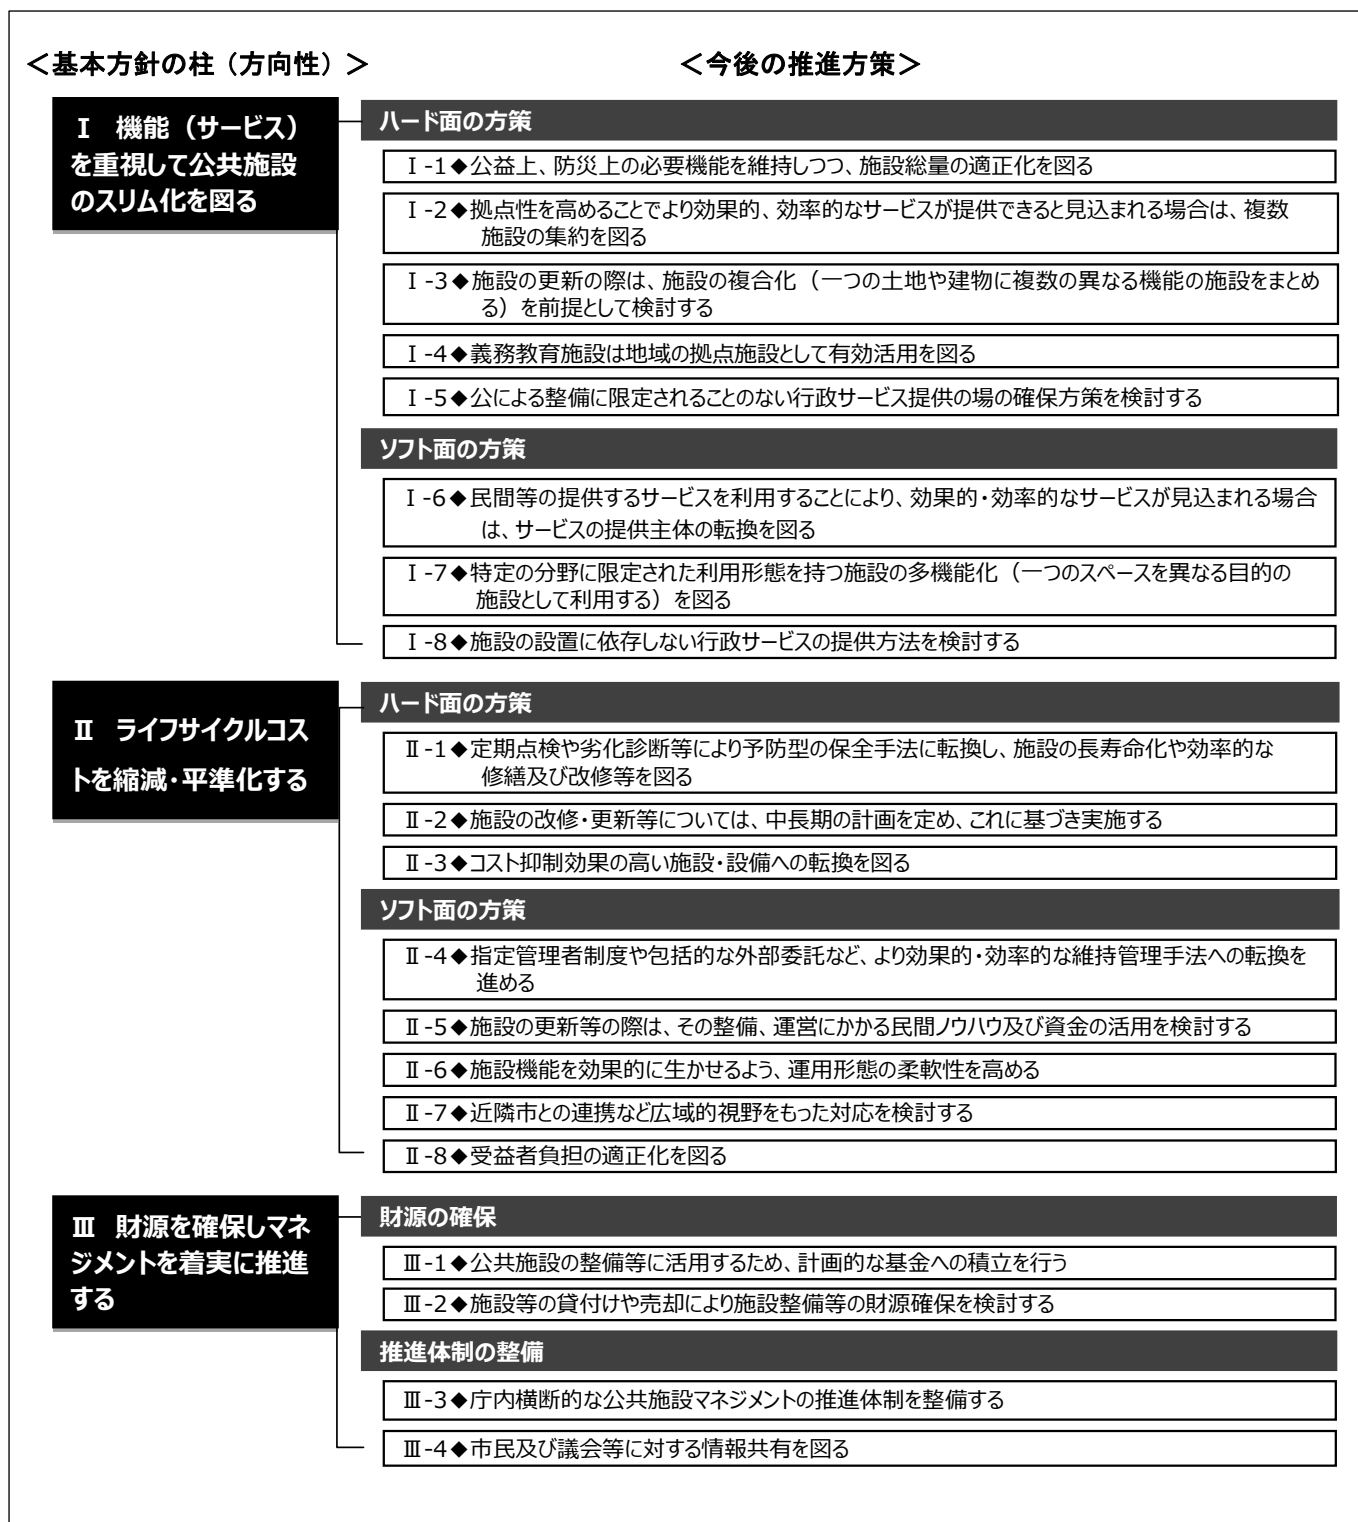 ＜基本方針の柱（方向性）＞
＜今後の推進方策＞
Ⅰ 機能（サービス）
を重視して公共施設
のスリム化を図る
ハード面の方策
Ⅰ-1◆公益上、防災上の必要機能を維持しつつ、施設総量の適正化を図る
Ⅰ-2◆拠点性を高めることでより効果的、効率的なサービスが提供できると見込まれる場合は、複数
施設の集約を図る
Ⅰ-3◆施設の更新の際は、施設の複合化（一つの土地や建物に複数の異なる機能の施設をまとめ
る）を前提として検討する
Ⅰ-4◆義務教育施設は地域の拠点施設として有効活用を図る
Ⅰ-5◆公による整備に限定されることのない行政サービス提供の場の確保方策を検討する
ソフト面の方策
Ⅰ-6◆民間等の提供するサービスを利用することにより、効果的・効率的なサービスが見込まれる場合
は、サービスの提供主体の転換を図る
Ⅰ-7◆特定の分野に限定された利用形態を持つ施設の多機能化（一つのスペースを異なる目的の
施設として利用する）を図る
Ⅰ-8◆施設の設置に依存しない行政サービスの提供方法を検討する
Ⅱ ライフサイクルコス
トを縮減・平準化する
ハード面の方策
Ⅱ-1◆定期点検や劣化診断等により予防型の保全手法に転換し、施設の長寿命化や効率的な
修繕及び改修等を図る
Ⅱ-2◆施設の改修・更新等については、中長期の計画を定め、これに基づき実施する
Ⅱ-3◆コスト抑制効果の高い施設・設備への転換を図る
ソフト面の方策
Ⅱ-4◆指定管理者制度や包括的な外部委託など、より効果的・効率的な維持管理手法への転換を
進める
Ⅱ-5◆施設の更新等の際は、その整備、運営にかかる民間ノウハウ及び資金の活用を検討する
Ⅱ-6◆施設機能を効果的に生かせるよう、運用形態の柔軟性を高める
Ⅱ-7◆近隣市との連携など広域的視野をもった対応を検討する
Ⅱ-8◆受益者負担の適正化を図る
Ⅲ 財源を確保しマネ
ジメントを着実に推進
する
財源の確保
Ⅲ-1◆公共施設の整備等に活用するため、計画的な基金への積立を行う
Ⅲ-2◆施設等の貸付けや売却により施設整備等の財源確保を検討する
推進体制の整備
Ⅲ-3◆庁内横断的な公共施設マネジメントの推進体制を整備する
Ⅲ-4◆市民及び議会等に対する情報共有を図る